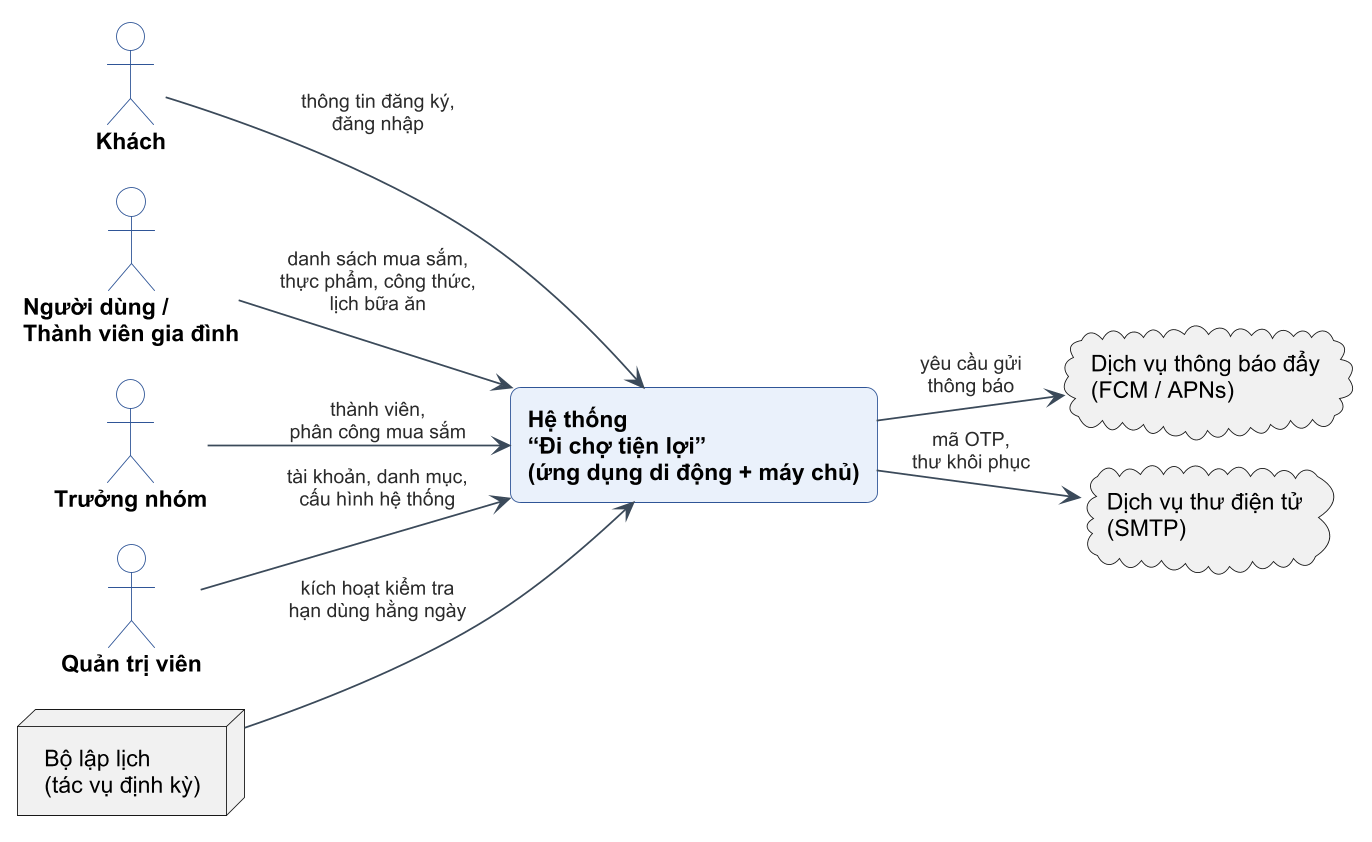 thông tin đăng ký,
đăng nhập
Khách
danh sách mua sắm,
thực phẩm, công thức,
lịch bữa ăn
Người dùng /
Thành viên gia đình
thành viên,
phân công mua sắm
Trưởng nhóm
tài khoản, danh mục,
cấu hình hệ thống
Quản trị viên
kích hoạt kiểm tra
hạn dùng hằng ngày
Bộ lập lịch
(tác vụ định kỳ)
Hệ thống
“Đi chợ tiện lợi”
(ứng dụng di động + máy chủ)
yêu cầu gửi
thông báo
Dịch vụ thông báo đẩy
(FCM / APNs)
mã OTP,
thư khôi phục
Dịch vụ thư điện tử
(SMTP)